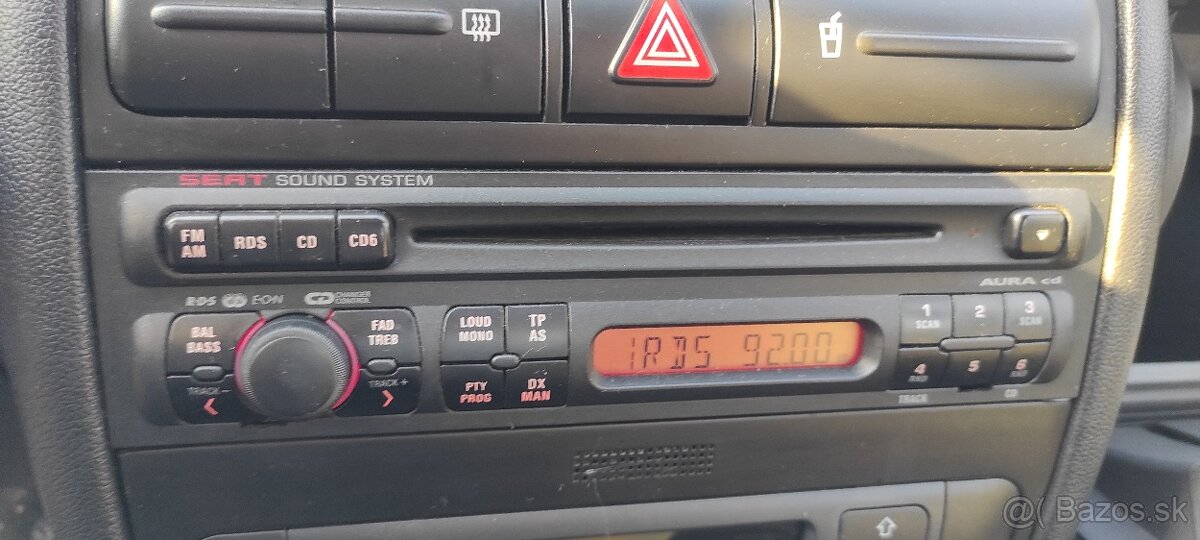 SEAT SOUND SYSTEM
FM AM
RDS
CD
CD6
AURA cd
R·D·S
E·ON
CHANGER CONTROL
BAL BASS
FAD TREB
LOUD MONO
TP AS
PTY PROG
DX MAN
TRACK-
TRACK +
1RDS 92.00
1 SCAN
2
3 SCAN
4 RND
5
6 RND
TRACK
CD
@ Bazos.sk